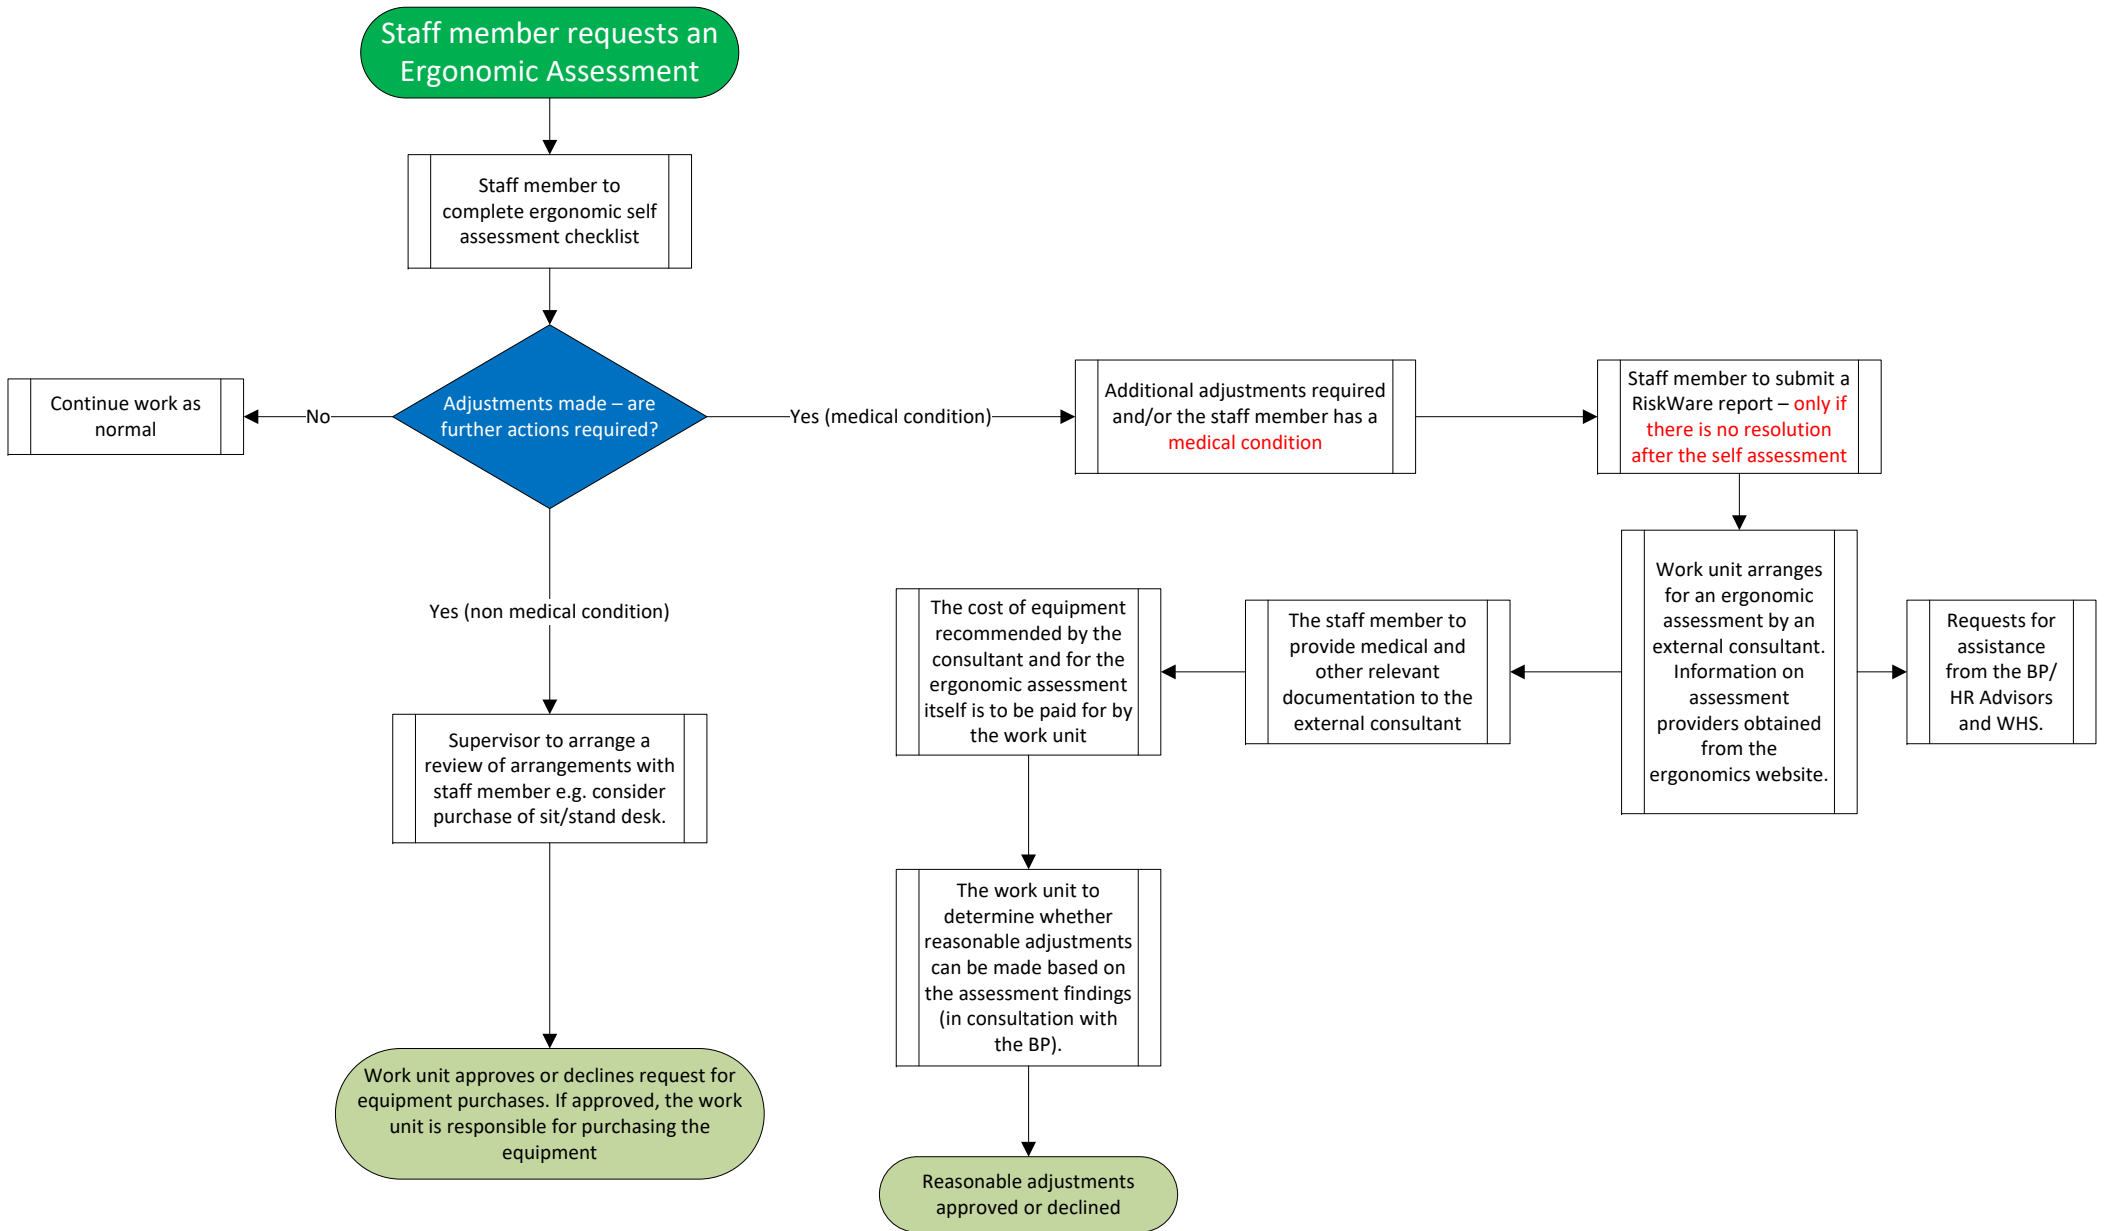 Staff member requests an
Ergonomic Assessment
Staff member to
complete ergonomic self
assessment checklist
Adjustments made – are
further actions required?
No
Continue work as
normal
Yes (medical condition)
Additional adjustments required
and/or the staff member has a
medical condition
Staff member to submit a
RiskWare report – only if
there is no resolution
after the self assessment
Work unit arranges
for an ergonomic
assessment by an
external consultant.
Information on
assessment
providers obtained
from the
ergonomics website.
Requests for
assistance
from the BP/
HR Advisors
and WHS.
The staff member to
provide medical and
other relevant
documentation to the
external consultant
The cost of equipment
recommended by the
consultant and for the
ergonomic assessment
itself is to be paid for by
the work unit
The work unit to
determine whether
reasonable adjustments
can be made based on
the assessment findings
(in consultation with
the BP).
Reasonable adjustments
approved or declined
Yes (non medical condition)
Supervisor to arrange a
review of arrangements with
staff member e.g. consider
purchase of sit/stand desk.
Work unit approves or declines request for
equipment purchases. If approved, the work
unit is responsible for purchasing the
equipment